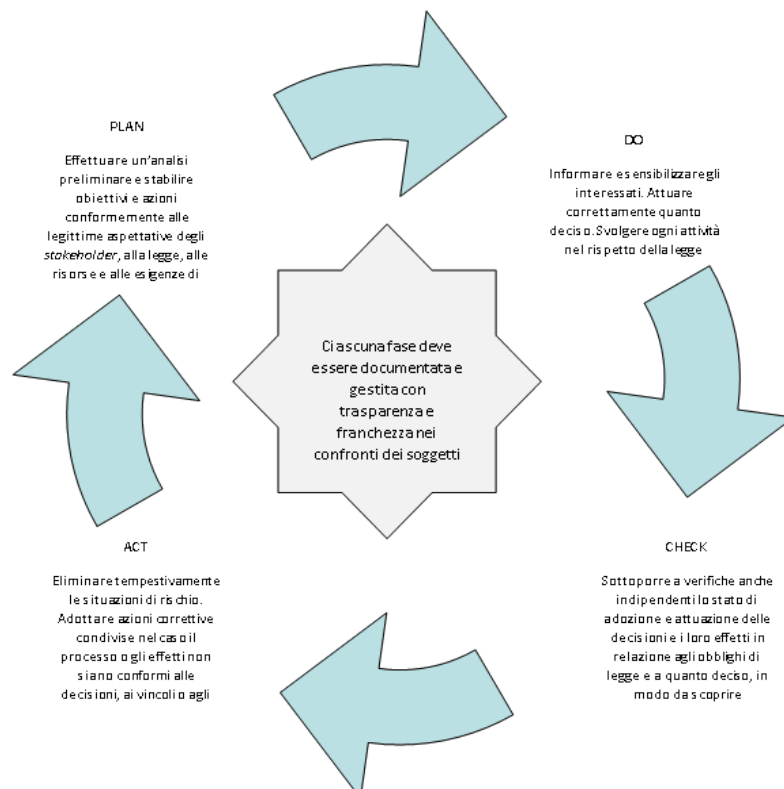 PLAN
Effettuare un'analisi
preliminare e stabilire
obiettivi e azioni
conformemente alle
legittime aspettative degli
stakeholder, alla legge, alle
risorse e alle esigenze di
DO
Informare e sensibilizzare gli
interessati. Attuare
correttamente quanto
deciso. Svolgere ogni attività
nel rispetto della legge
Ciascuna fase deve
essere documentata e
gestita con
trasparenza e
franchezza nei
confronti dei soggetti
ACT
Eliminare tempestivamente
le situazioni di rischio.
Adottare azioni correttive
condivise nel caso il
processo o gli effetti non
siano conformi alle
decisioni, ai vincoli o agli
CHECK
Sottoporre a verifiche anche
indipendenti lo stato di
adozione e attuazione delle
decisioni e i loro effetti in
relazione agli obblighi di
legge e a quanto deciso, in
modo da scoprire